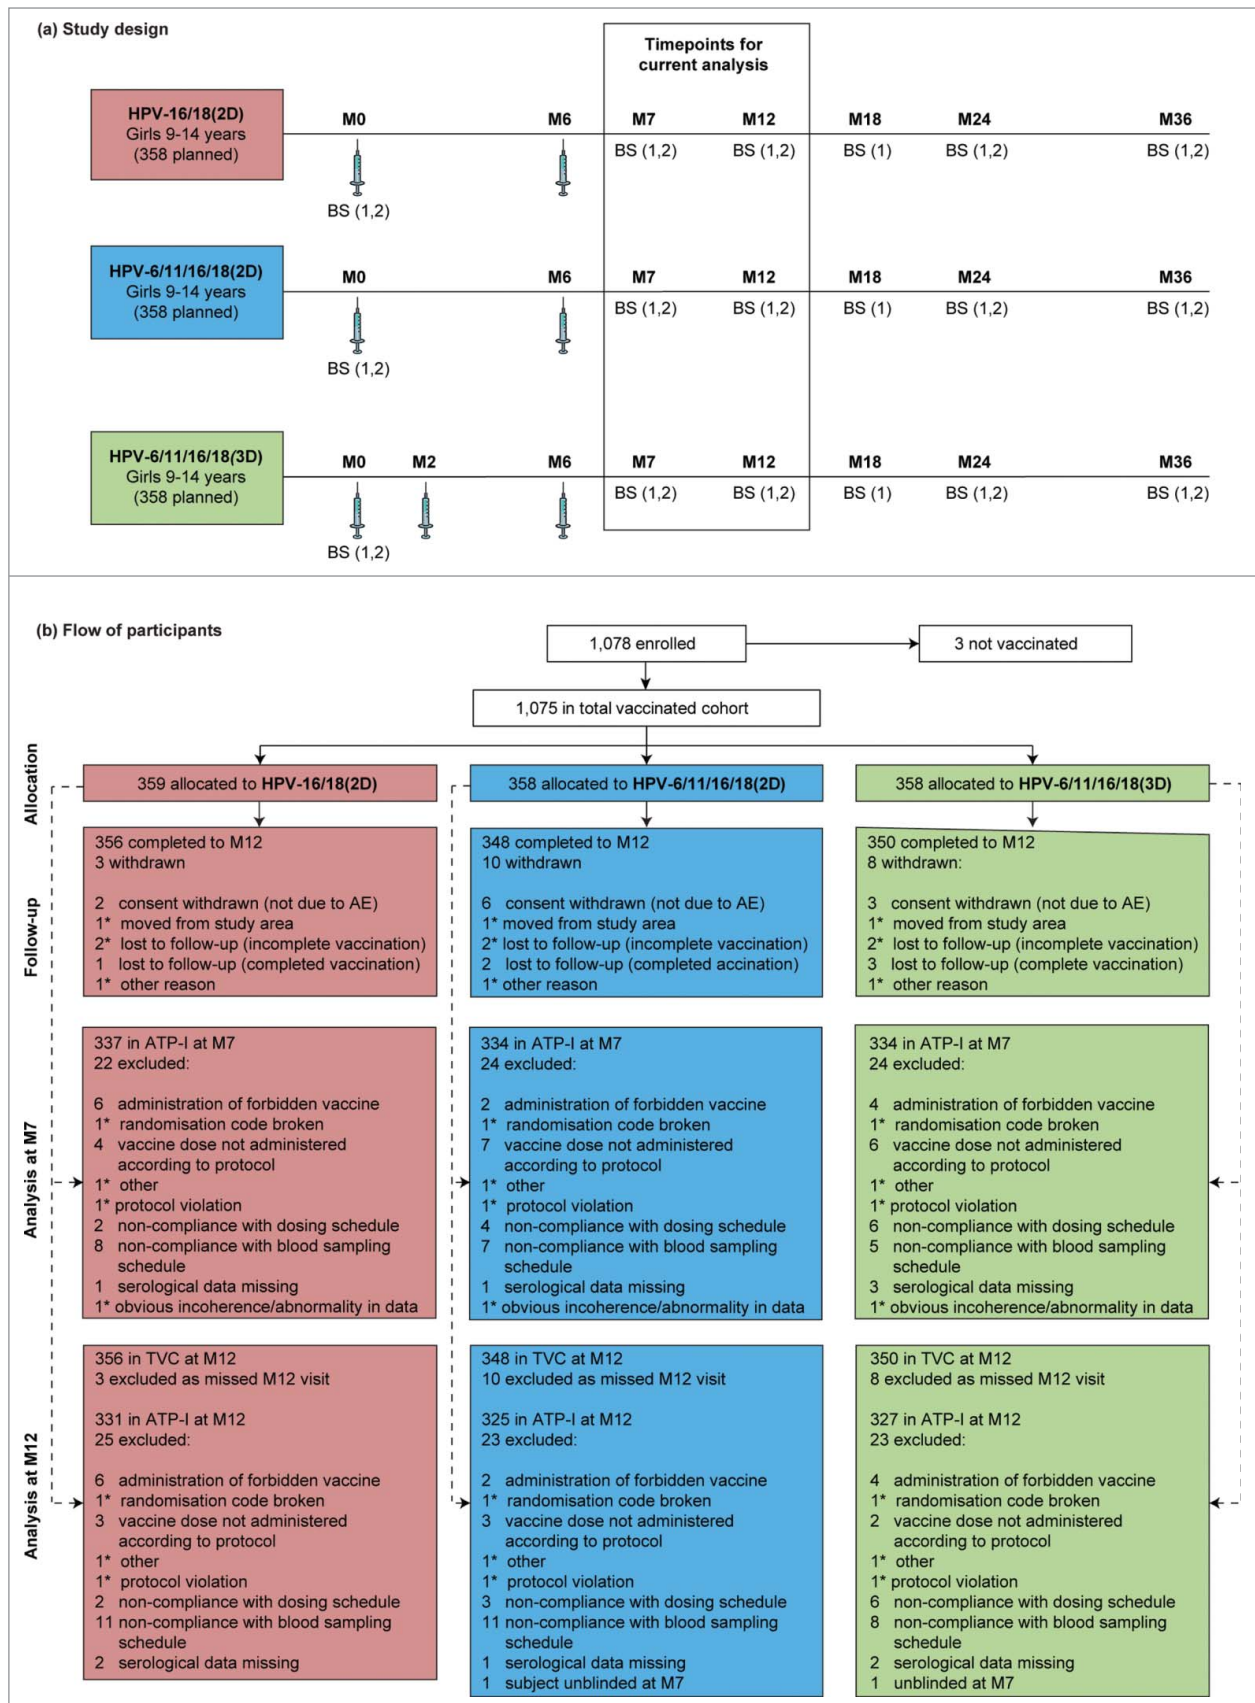 (a) Study design
Timepoints for
current analysis
HPV-16/18(2D)
Girls 9-14 years
(358 planned)
M0 M6 M7 M12 M18 M24 M36
BS (1,2) BS (1,2) BS (1) BS (1,2) BS (1,2)
BS (1,2)
HPV-6/11/16/18(2D)
Girls 9-14 years
(358 planned)
M0 M6 M7 M12 M18 M24 M36
BS (1,2) BS (1,2) BS (1) BS (1,2) BS (1,2)
BS (1,2)
HPV-6/11/16/18(3D)
Girls 9-14 years
(358 planned)
M0 M2 M6 M7 M12 M18 M24 M36
BS (1,2) BS (1,2) BS (1) BS (1,2) BS (1,2)
BS (1,2)
(b) Flow of participants
1,078 enrolled
3 not vaccinated
1,075 in total vaccinated cohort
Allocation
359 allocated to HPV-16/18(2D)
358 allocated to HPV-6/11/16/18(2D)
358 allocated to HPV-6/11/16/18(3D)
Follow-up
356 completed to M12
3 withdrawn
2 consent withdrawn (not due to AE)
1* moved from study area
2* lost to follow-up (incomplete vaccination)
1 lost to follow-up (completed vaccination)
1* other reason
348 completed to M12
10 withdrawn
6 consent withdrawn (not due to AE)
1* moved from study area
2* lost to follow-up (incomplete vaccination)
2 lost to follow-up (completed accination)
1* other reason
350 completed to M12
8 withdrawn:
3 consent withdrawn (not due to AE)
1* moved from study area
2* lost to follow-up (incomplete vaccination)
3 lost to follow-up (complete vaccination)
1* other reason
Analysis at M7
337 in ATP-I at M7
22 excluded:
6 administration of forbidden vaccine
1* randomisation code broken
4 vaccine dose not administered
according to protocol
1* other
1* protocol violation
2 non-compliance with dosing schedule
8 non-compliance with blood sampling
schedule
1 serological data missing
1* obvious incoherence/abnormality in data
334 in ATP-I at M7
24 excluded:
2 administration of forbidden vaccine
1* randomisation code broken
7 vaccine dose not administered
according to protocol
1* other
1* protocol violation
4 non-compliance with dosing schedule
7 non-compliance with blood sampling
schedule
1 serological data missing
1* obvious incoherence/abnormality in data
334 in ATP-I at M7
24 excluded:
4 administration of forbidden vaccine
1* randomisation code broken
6 vaccine dose not administered
according to protocol
1* other
1* protocol violation
6 non-compliance with dosing schedule
5 non-compliance with blood sampling
schedule
3 serological data missing
1* obvious incoherence/abnormality in data
Analysis at M12
356 in TVC at M12
3 excluded as missed M12 visit
331 in ATP-I at M12
25 excluded:
6 administration of forbidden vaccine
1* randomisation code broken
3 vaccine dose not administered
according to protocol
1* other
1* protocol violation
2 non-compliance with dosing schedule
11 non-compliance with blood sampling
schedule
2 serological data missing
348 in TVC at M12
10 excluded as missed M12 visit
325 in ATP-I at M12
23 excluded:
2 administration of forbidden vaccine
1* randomisation code broken
3 vaccine dose not administered
according to protocol
1* other
1* protocol violation
3 non-compliance with dosing schedule
11 non-compliance with blood sampling
schedule
1 serological data missing
1 subject unblinded at M7
350 in TVC at M12
8 excluded as missed M12 visit
327 in ATP-I at M12
23 excluded:
4 administration of forbidden vaccine
1* randomisation code broken
2 vaccine dose not administered
according to protocol
1* other
1* protocol violation
6 non-compliance with dosing schedule
8 non-compliance with blood sampling
schedule
2 serological data missing
1 unblinded at M7